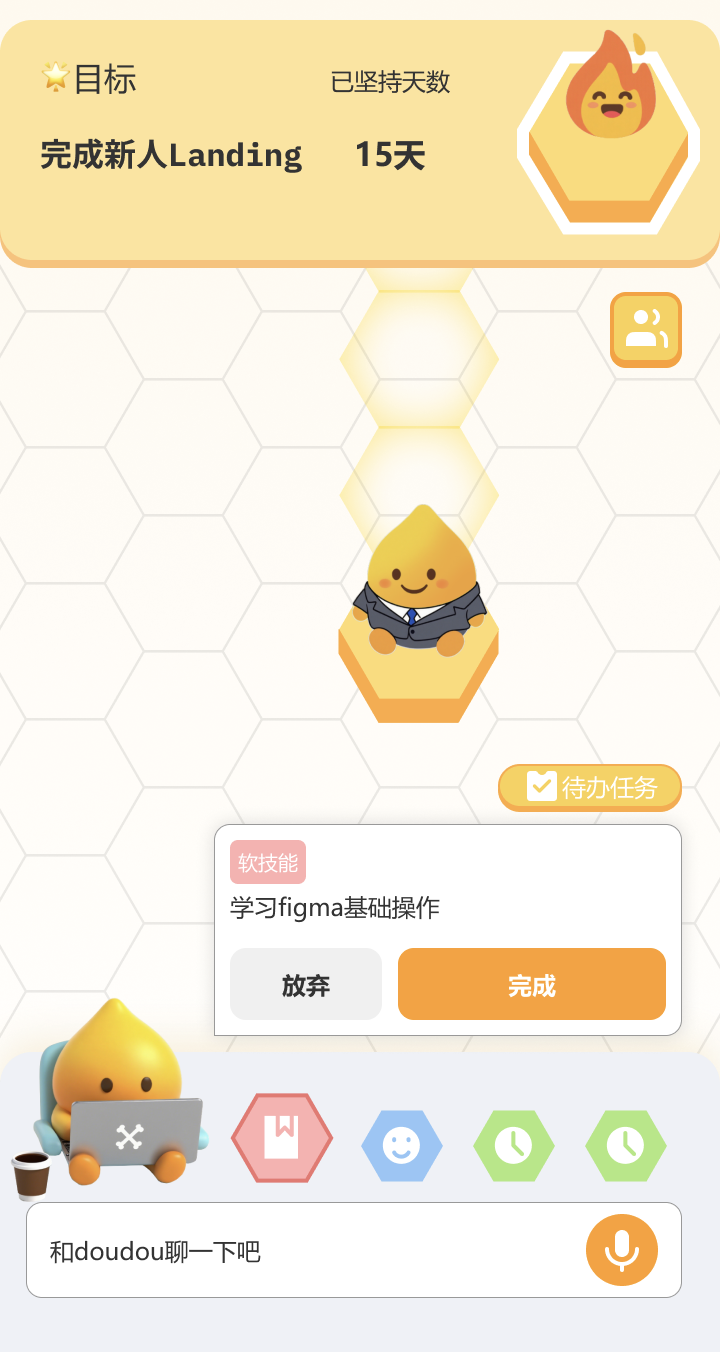 🌟目标
已坚持天数
完成新人Landing
15天
待办任务
软技能
学习figma基础操作
放弃
完成
和doudou聊一下吧